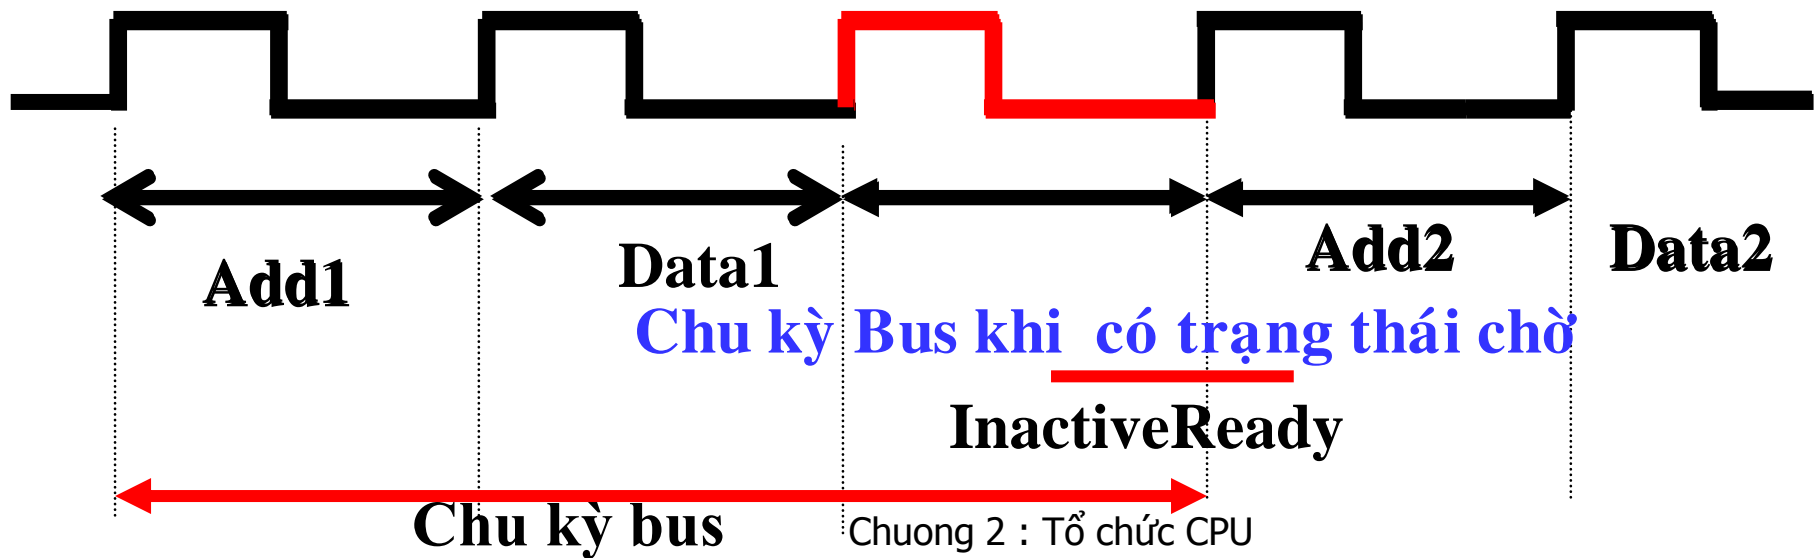 Add1 Data1 Add2 Data2
Chu kỳ Bus khi có trạng thái chờ
InactiveReady
Chu kỳ bus
Chuong 2 : Tổ chức CPU